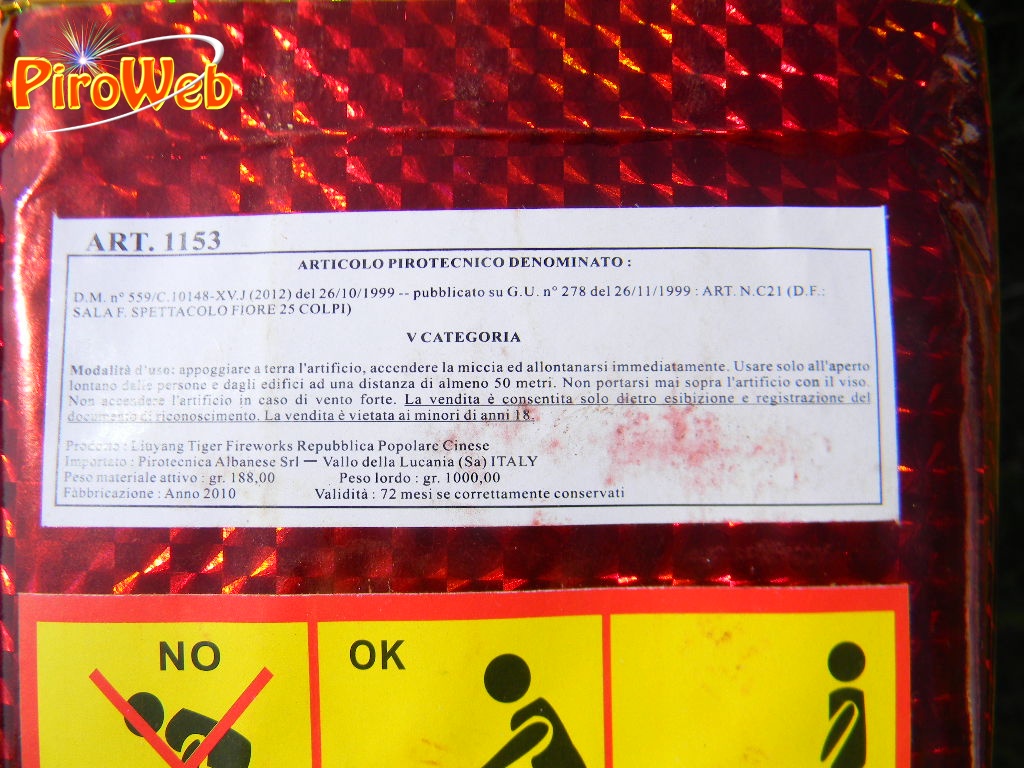 PiroWeb
ART. 1153
ARTICOLO PIROTECNICO DENOMINATO :
D.M. n° 559/C.10148-XV.J (2012) del 26/10/1999 -- pubblicato su G.U. n° 278 del 26/11/1999 : ART. N.C21 (D.F.:
SALA F. SPETTACOLO FIORE 25 COLPI)
V CATEGORIA
Modalità d'uso: appoggiare a terra l'artificio, accendere la miccia ed allontanarsi immediatamente. Usare solo all'aperto
lontano dalle persone e dagli edifici ad una distanza di almeno 50 metri. Non portarsi mai sopra l'artificio con il viso.
Non accendere l'artificio in caso di vento forte. La vendita è consentita solo dietro esibizione e registrazione del
documento di riconoscimento. La vendita è vietata ai minori di anni 18.
Prodotto : Liuyang Tiger Fireworks Repubblica Popolare Cinese
Importato : Pirotecnica Albanese Srl — Vallo della Lucania (Sa) ITALY
Peso materiale attivo : gr. 188,00 Peso lordo : gr. 1000,00
Fabbricazione : Anno 2010 Validità : 72 mesi se correttamente conservati
NO OK